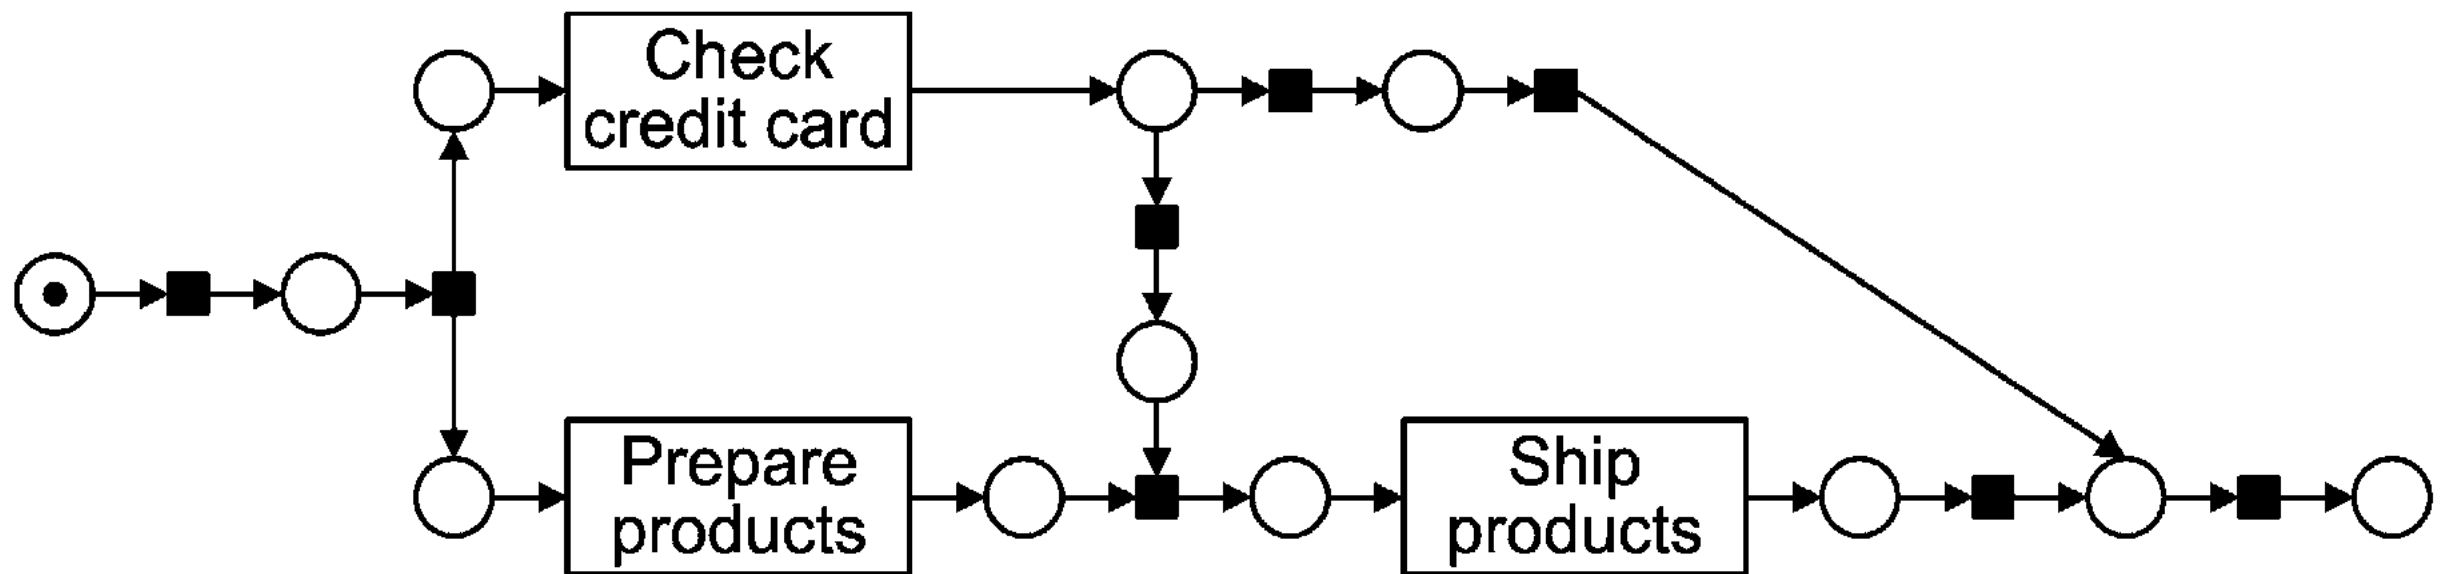 Check
credit card
Prepare
products
Ship
products